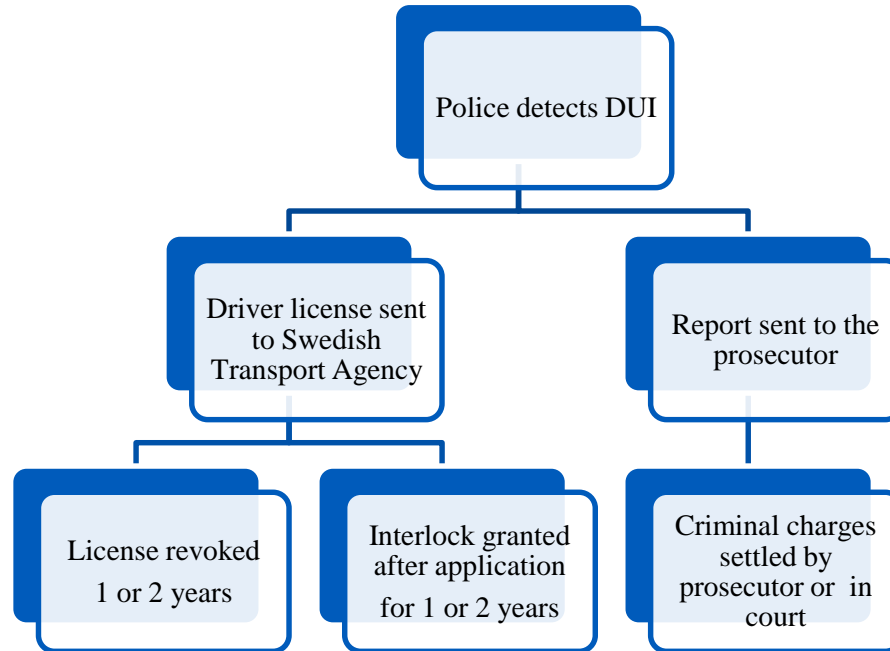 Police detects DUI
Driver license sent
to Swedish
Transport Agency
Report sent to the
prosecutor
License revoked
1 or 2 years
Interlock granted
after application
for 1 or 2 years
Criminal charges
settled by
prosecutor or  in
court